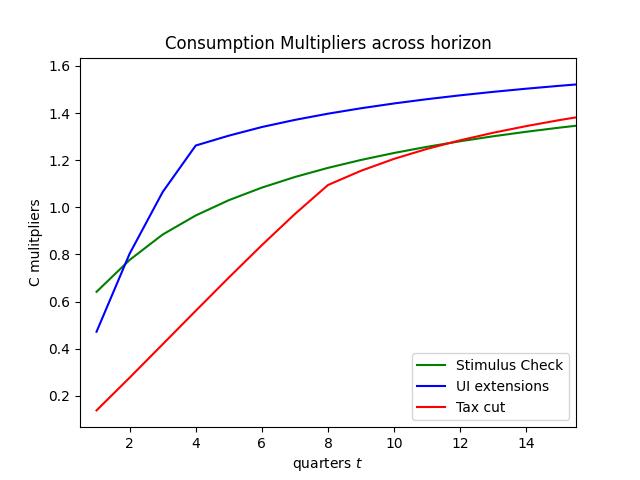 Consumption Multipliers across horizon
C mulitpliers
1.6
1.4
1.2
1.0
0.8
0.6
0.4
0.2
Stimulus Check
UI extensions
Tax cut
2 4 6 8 10 12 14
quarters t